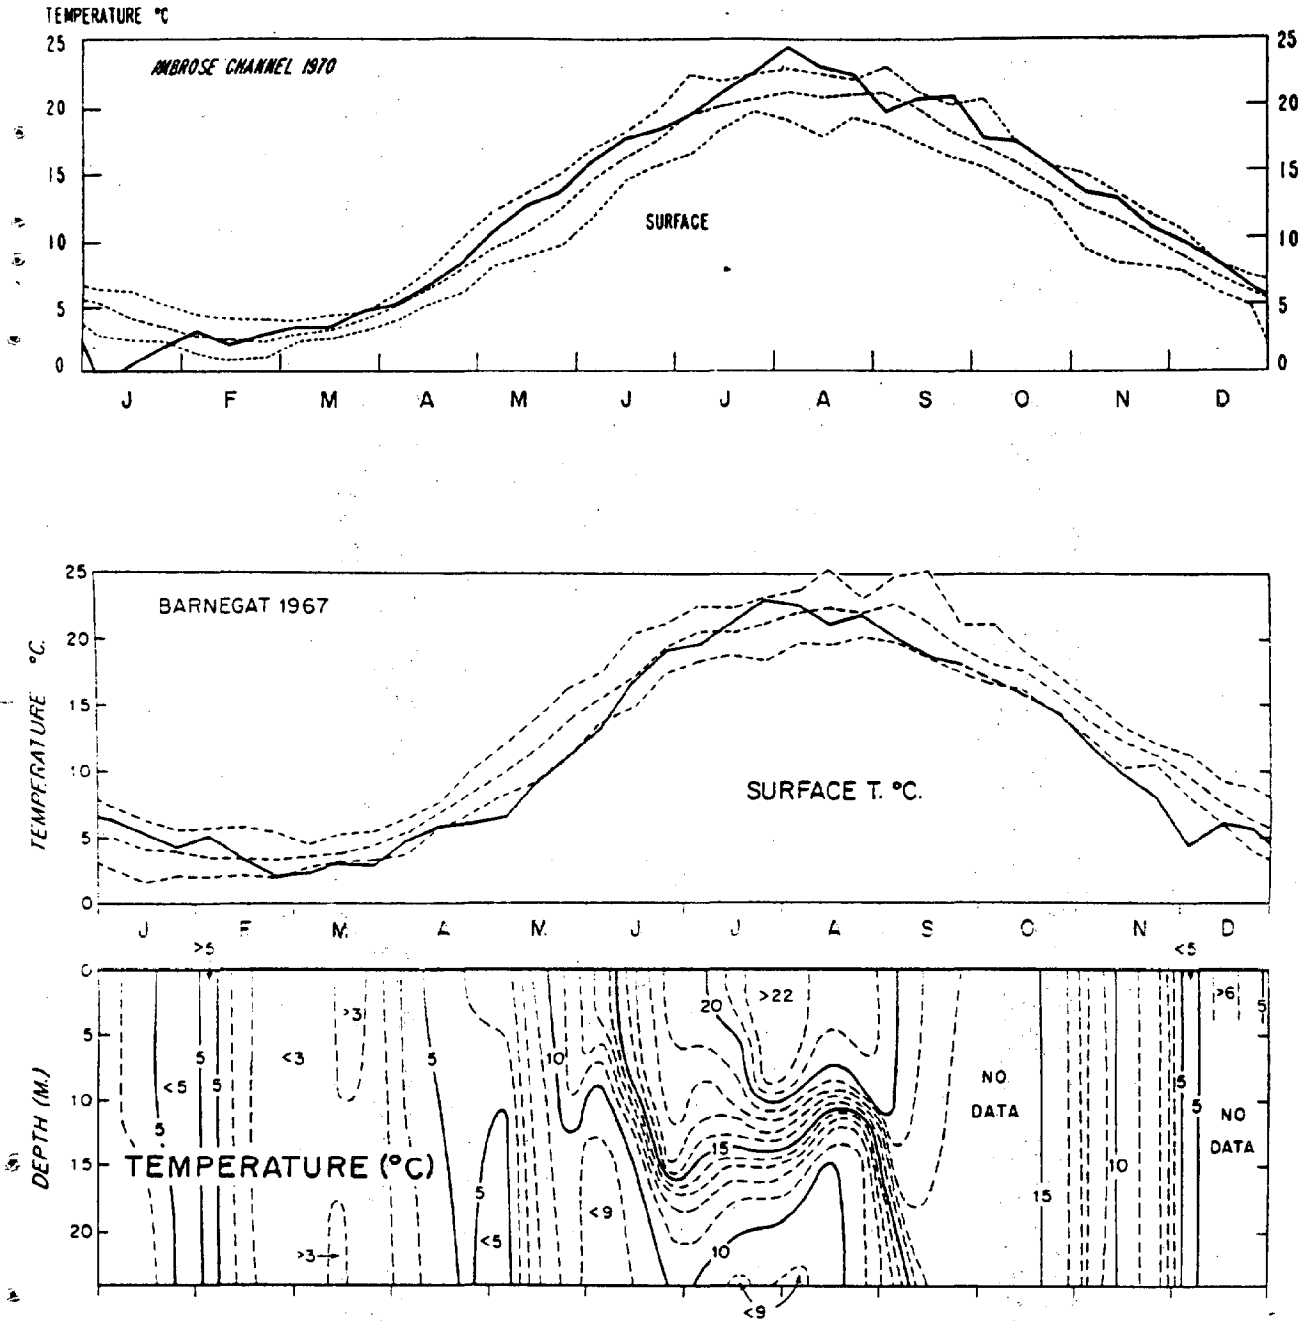 TEMPERATURE °C
25 25
AMBROSE CHANNEL 1970
20 20
15 15
SURFACE
10 10
5 5
0 0
J F M A M J J A S O N D
25
BARNEGAT 1967
20
TEMPERATURE °C.
15
10
SURFACE T. °C.
5
0
J F M A M J J A S O N D
>5 <5
0
>3 20 >22 >6 5
5
5 <3 5 10
<5 5 NO DATA 5 5
10
5 NO DATA
DEPTH (M.)
15
TEMPERATURE (°C) 15 10
5 <9 15
20
>3 <5 10
<9